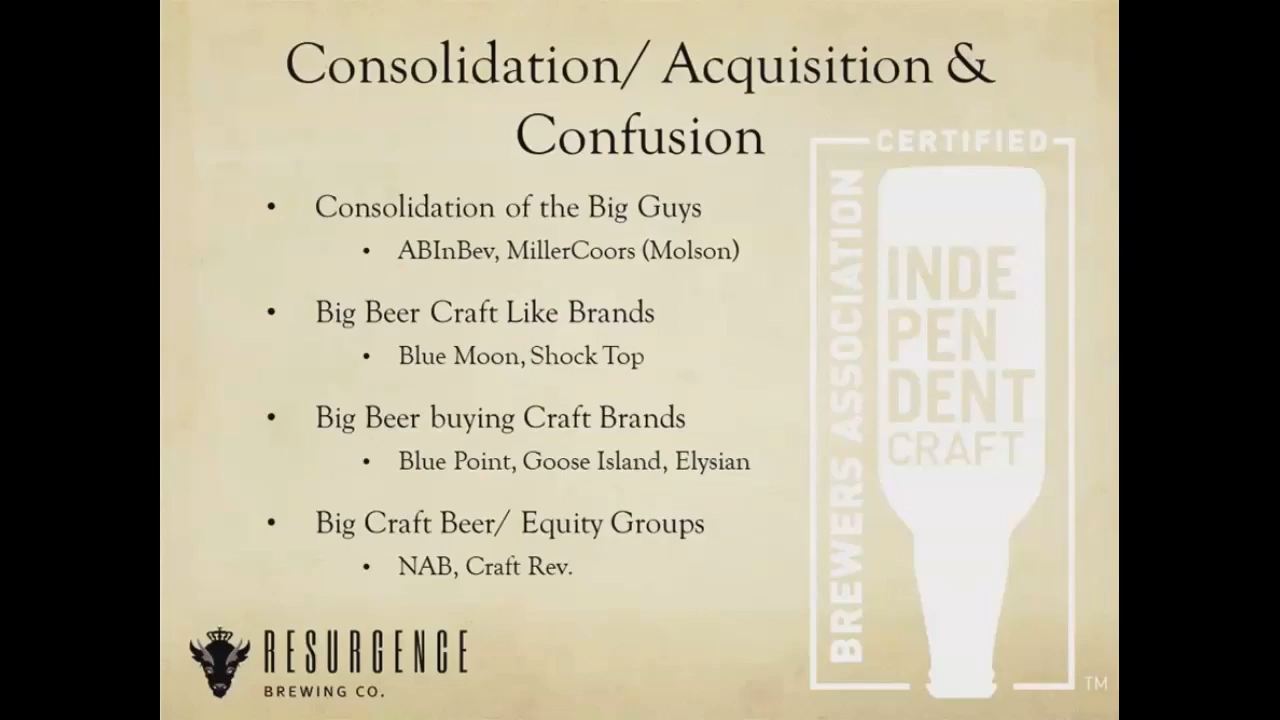 Consolidation/ Acquisition &
Confusion
• Consolidation of the Big Guys
• ABInBev, MillerCoors (Molson)
• Big Beer Craft Like Brands
• Blue Moon, Shock Top
• Big Beer buying Craft Brands
• Blue Point, Goose Island, Elysian
• Big Craft Beer/ Equity Groups
• NAB, Craft Rev.
CERTIFIED
BREWERS ASSOCIATION
INDE
PEN
DENT
CRAFT
TM
RESURGENCE
BREWING CO.